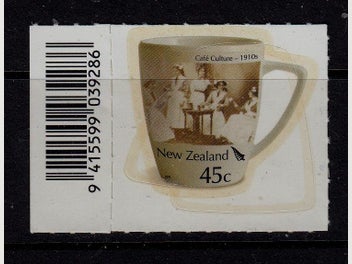 Café Culture - 1910s
New Zealand
45c
9 415599 039286